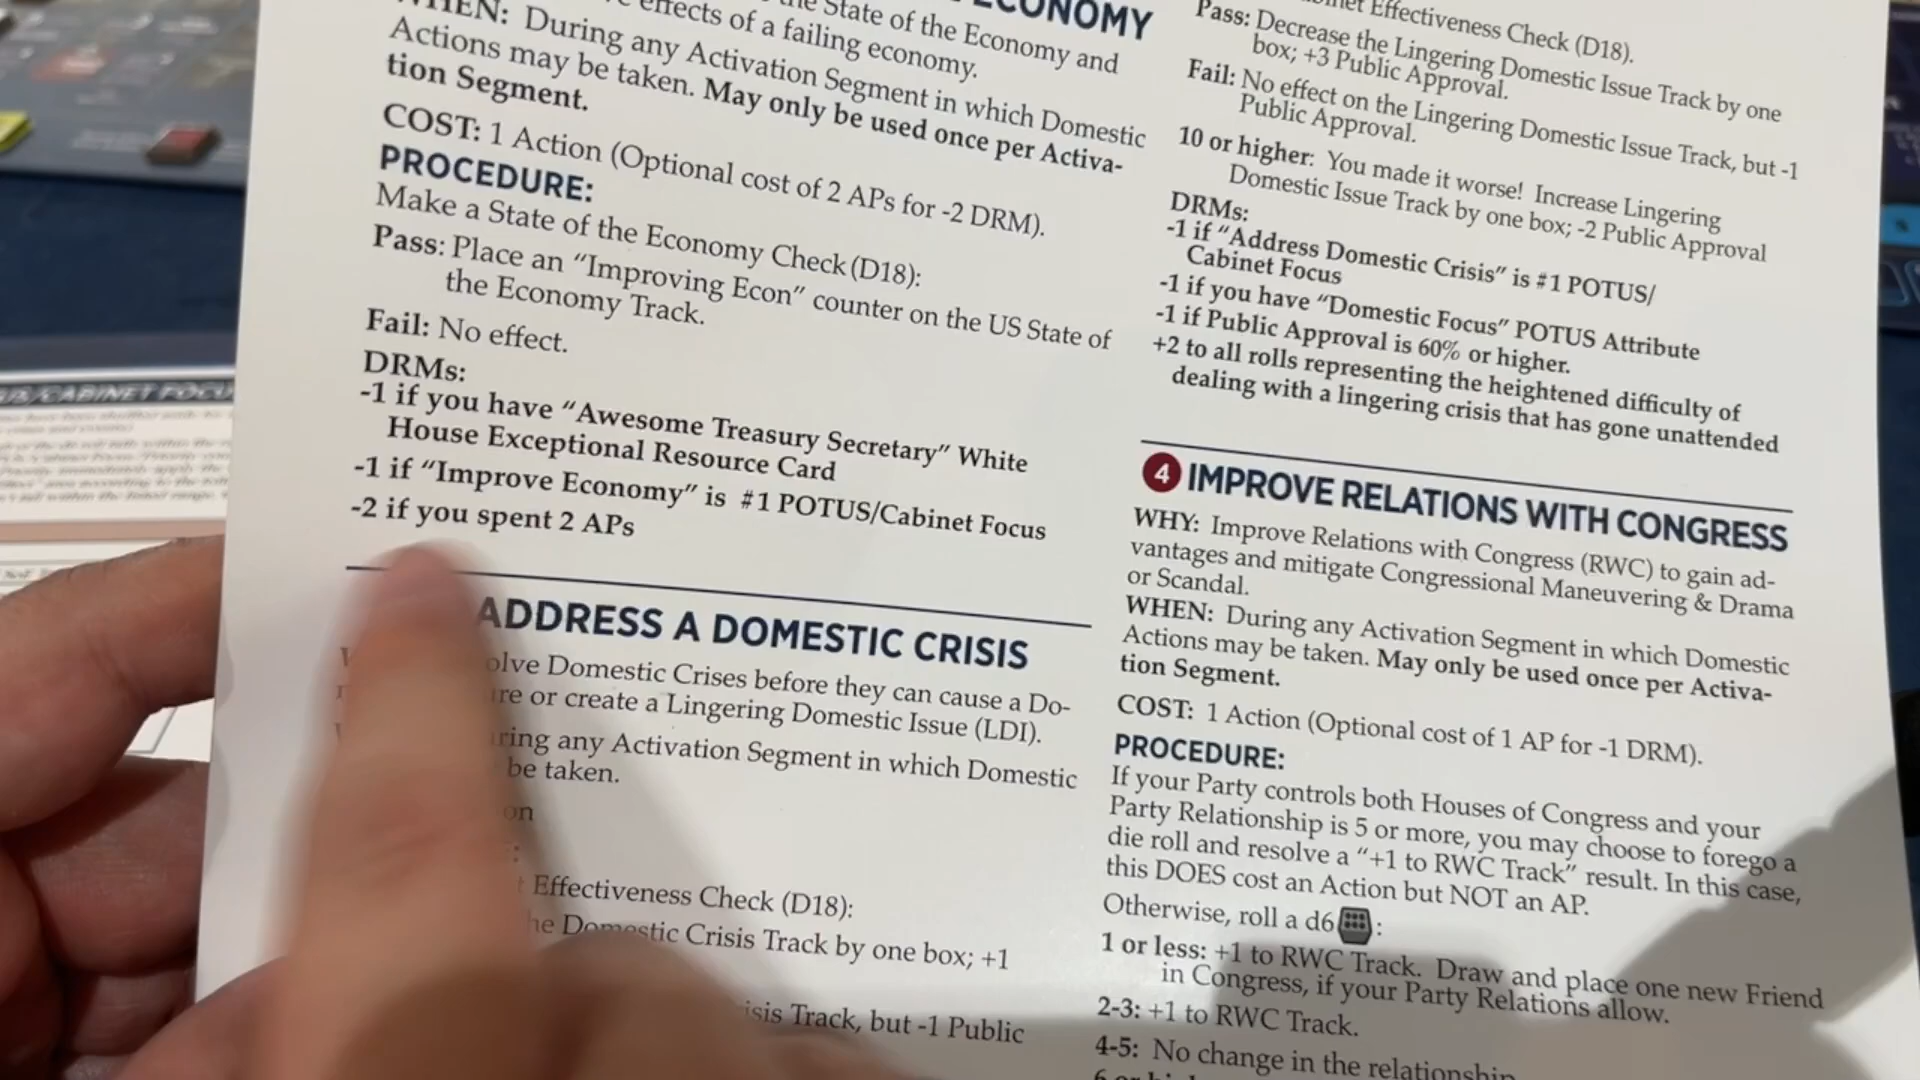 ECONOMY
the State of the Economy and
effects of a failing economy.
WHEN: During any Activation Segment in which Domestic
Actions may be taken. May only be used once per Activa-
tion Segment.
COST: 1 Action (Optional cost of 2 APs for -2 DRM).
PROCEDURE:
Make a State of the Economy Check (D18):
Pass: Place an “Improving Econ” counter on the US State of
the Economy Track.
Fail: No effect.
DRMs:
-1 if you have “Awesome Treasury Secretary” White
House Exceptional Resource Card
-1 if “Improve Economy” is #1 POTUS/Cabinet Focus
-2 if you spent 2 APs
ADDRESS A DOMESTIC CRISIS
olve Domestic Crises before they can cause a Do-
re or create a Lingering Domestic Issue (LDI).
ring any Activation Segment in which Domestic
be taken.
on
:
Effectiveness Check (D18):
he Domestic Crisis Track by one box; +1
isis Track, but -1 Public
Effectiveness Check (D18).
Pass: Decrease the Lingering Domestic Issue Track by one
box; +3 Public Approval.
Fail: No effect on the Lingering Domestic Issue Track, but -1
Public Approval.
10 or higher: You made it worse! Increase Lingering
Domestic Issue Track by one box; -2 Public Approval
DRMs:
-1 if “Address Domestic Crisis” is #1 POTUS/
Cabinet Focus
-1 if you have “Domestic Focus” POTUS Attribute
-1 if Public Approval is 60% or higher.
+2 to all rolls representing the heightened difficulty of
dealing with a lingering crisis that has gone unattended
4 IMPROVE RELATIONS WITH CONGRESS
WHY: Improve Relations with Congress (RWC) to gain ad-
vantages and mitigate Congressional Maneuvering & Drama
or Scandal.
WHEN: During any Activation Segment in which Domestic
Actions may be taken. May only be used once per Activa-
tion Segment.
COST: 1 Action (Optional cost of 1 AP for -1 DRM).
PROCEDURE:
If your Party controls both Houses of Congress and your
Party Relationship is 5 or more, you may choose to forego a
die roll and resolve a “+1 to RWC Track” result. In this case,
this DOES cost an Action but NOT an AP.
Otherwise, roll a d6 :
1 or less: +1 to RWC Track. Draw and place one new Friend
in Congress, if your Party Relations allow.
2-3: +1 to RWC Track.
4-5: No change in the relationship
CABINET FOCU